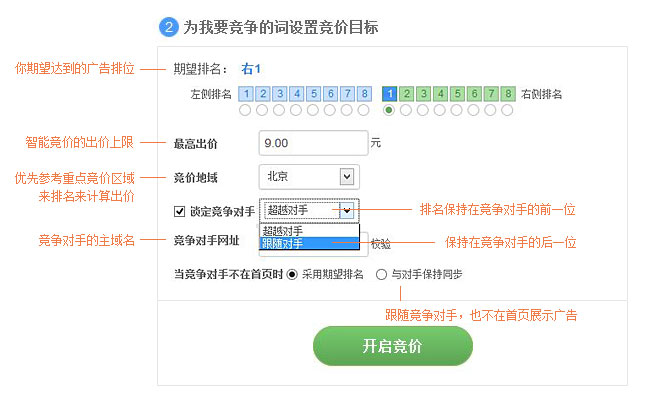 2 为我要竞争的词设置竞价目标
你期望达到的广告排位
期望排名： 右1
左侧排名 1 2 3 4 5 6 7 8 1 2 3 4 5 6 7 8 右侧排名
智能竞价的出价上限
最高出价 9.00 元
优先参考重点竞价区域
来排名来计算出价
竞价地域 北京
锁定竞争对手 超越对手
排名保持在竞争对手的前一位
超越对手
竞争对手的主域名
竞争对手网址 跟随对手 校验
保持在竞争对手的后一位
当竞争对手不在首页时 采用期望排名 与对手保持同步
跟随竞争对手，也不在首页展示广告
开启竞价